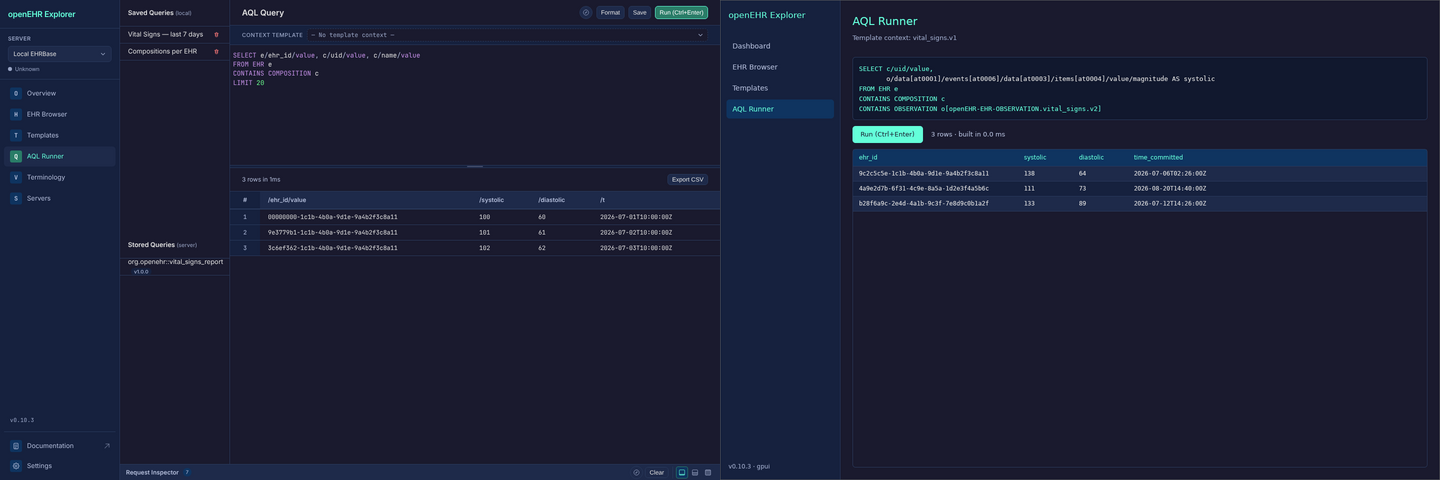 openEHR Explorer
SERVER
Local EHRBase
Unknown
O Overview
H EHR Browser
T Templates
Q AQL Runner
V Terminology
S Servers
v0.10.3
Documentation
Settings
Saved Queries (local)
Vital Signs — last 7 days
Compositions per EHR
Stored Queries (server)
org.openehr::vital_signs_report
v1.0.0
AQL Query
Format
Save
Run (Ctrl+Enter)
CONTEXT TEMPLATE
— No template context —
SELECT e/ehr_id/value, c/uid/value, c/name/value
FROM EHR e
CONTAINS COMPOSITION c
LIMIT 20
3 rows in 1ms
Export CSV
# /ehr_id/value /systolic /diastolic /t
1 00000000-1c1b-4b0a-9d1e-9a4b2f3c8a11 100 60 2026-07-01T10:00:00Z
2 9e3779b1-1c1b-4b0a-9d1e-9a4b2f3c8a11 101 61 2026-07-02T10:00:00Z
3 3c6ef362-1c1b-4b0a-9d1e-9a4b2f3c8a11 102 62 2026-07-03T10:00:00Z
Request Inspector ?
Clear
openEHR Explorer
Dashboard
EHR Browser
Templates
AQL Runner
v0.10.3 · gpui
AQL Runner
Template context: vital_signs.v1
SELECT c/uid/value,
o/data[at0001]/events[at0006]/data[at0003]/items[at0004]/value/magnitude AS systolic
FROM EHR e
CONTAINS COMPOSITION c
CONTAINS OBSERVATION o[openEHR-EHR-OBSERVATION.vital_signs.v2]
Run (Ctrl+Enter)
3 rows · built in 0.0 ms
ehr_id systolic diastolic time_committed
9c2c5c5e-1c1b-4b0a-9d1e-9a4b2f3c8a11 138 64 2026-07-06T02:26:00Z
4a9e2d7b-6f31-4c9e-8a5a-1d2e3f4a5b6c 111 73 2026-08-20T14:40:00Z
b28f6a9c-2e4d-4a1b-9c3f-7e8d9c0b1a2f 133 89 2026-07-12T14:26:00Z